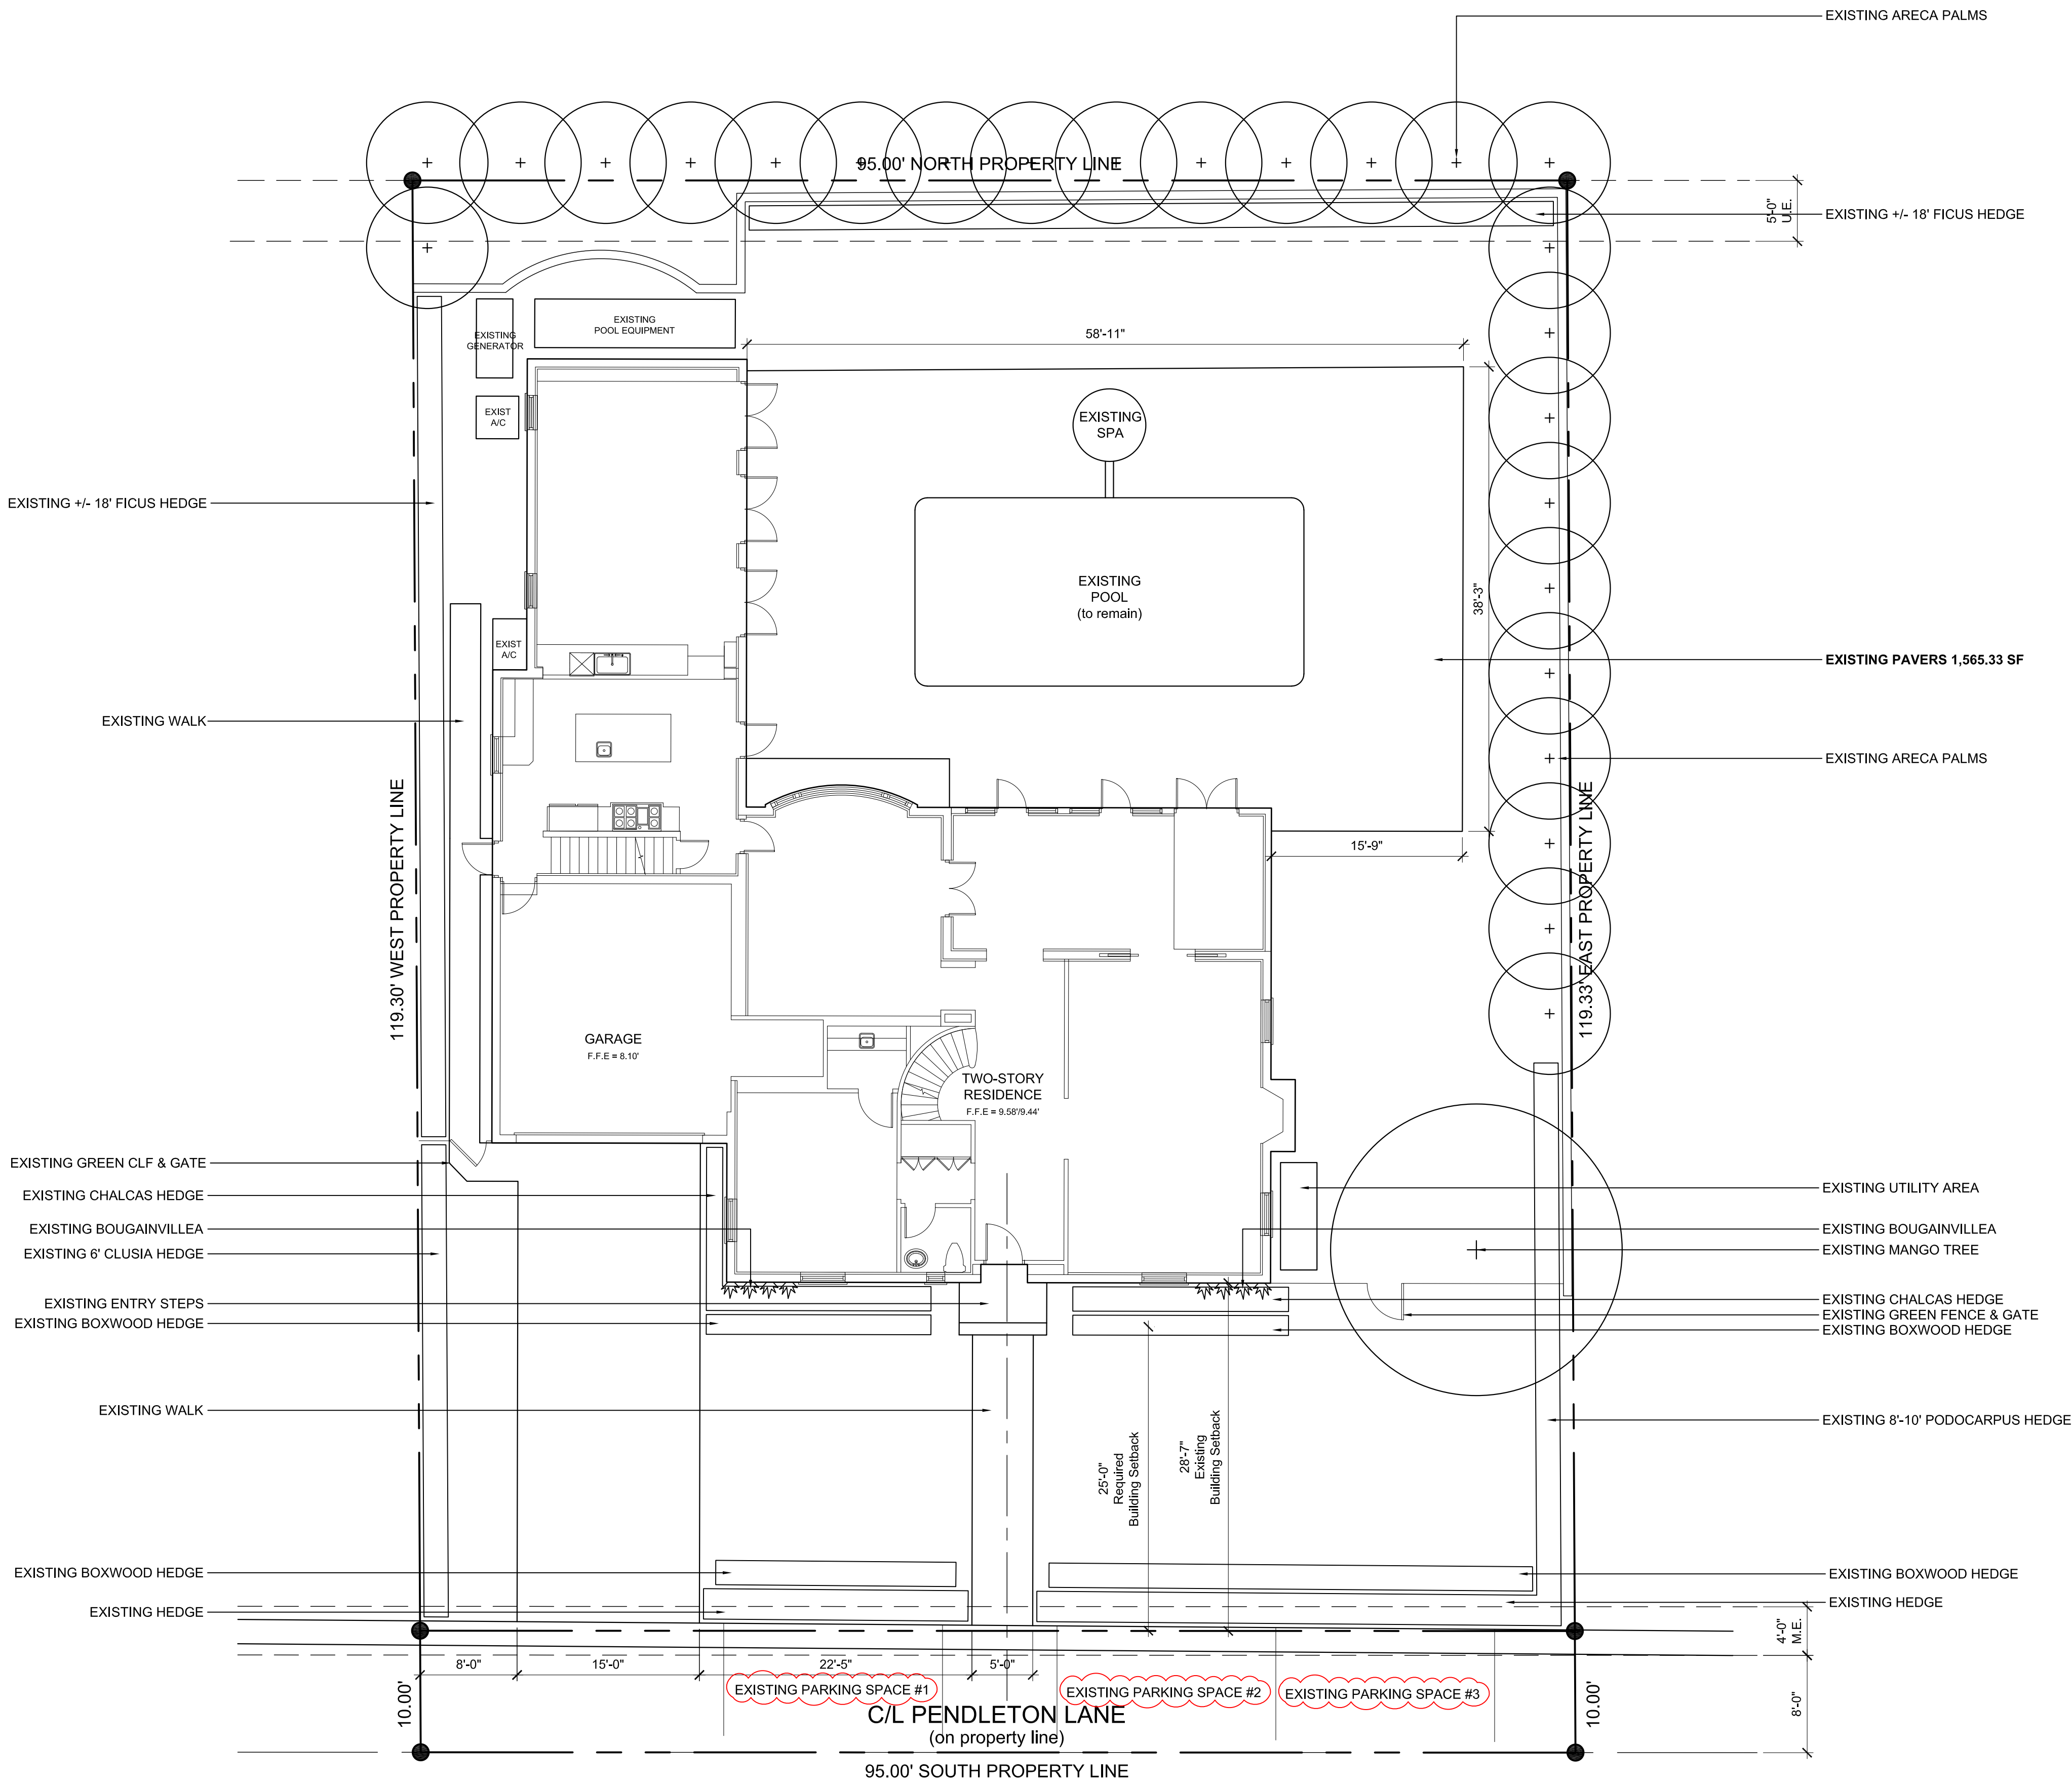 EXISTING ARECA PALMS
95.00' NORTH PROPERTY LINE
5'-0"
U.E.
EXISTING +/- 18' FICUS HEDGE
EXISTING
GENERATOR
EXISTING
POOL EQUIPMENT
58'-11"
EXIST
A/C
EXISTING
SPA
EXISTING +/- 18' FICUS HEDGE
EXISTING
POOL
(to remain)
38'-3"
EXIST
A/C
EXISTING PAVERS 1,565.33 SF
EXISTING WALK
EXISTING ARECA PALMS
119.30' WEST PROPERTY LINE
15'-9"
119.33' EAST PROPERTY LINE
GARAGE
F.F.E = 8.10'
TWO-STORY
RESIDENCE
F.F.E = 9.58'/9.44'
EXISTING GREEN CLF & GATE
EXISTING CHALCAS HEDGE
EXISTING BOUGAINVILLEA
EXISTING 6' CLUSIA HEDGE
EXISTING ENTRY STEPS
EXISTING BOXWOOD HEDGE
EXISTING UTILITY AREA
EXISTING BOUGAINVILLEA
EXISTING MANGO TREE
EXISTING CHALCAS HEDGE
EXISTING GREEN FENCE & GATE
EXISTING BOXWOOD HEDGE
EXISTING WALK
25'-0"
Required
Building Setback
28'-7"
Existing
Building Setback
EXISTING 8'-10' PODOCARPUS HEDGE
EXISTING BOXWOOD HEDGE
EXISTING HEDGE
EXISTING BOXWOOD HEDGE
EXISTING HEDGE
4'-0"
M.E.
8'-0"
15'-0"
22'-5"
5'-0"
EXISTING PARKING SPACE #1
EXISTING PARKING SPACE #2
EXISTING PARKING SPACE #3
10.00'
10.00'
8'-0"
C/L PENDLETON LANE
(on property line)
95.00' SOUTH PROPERTY LINE